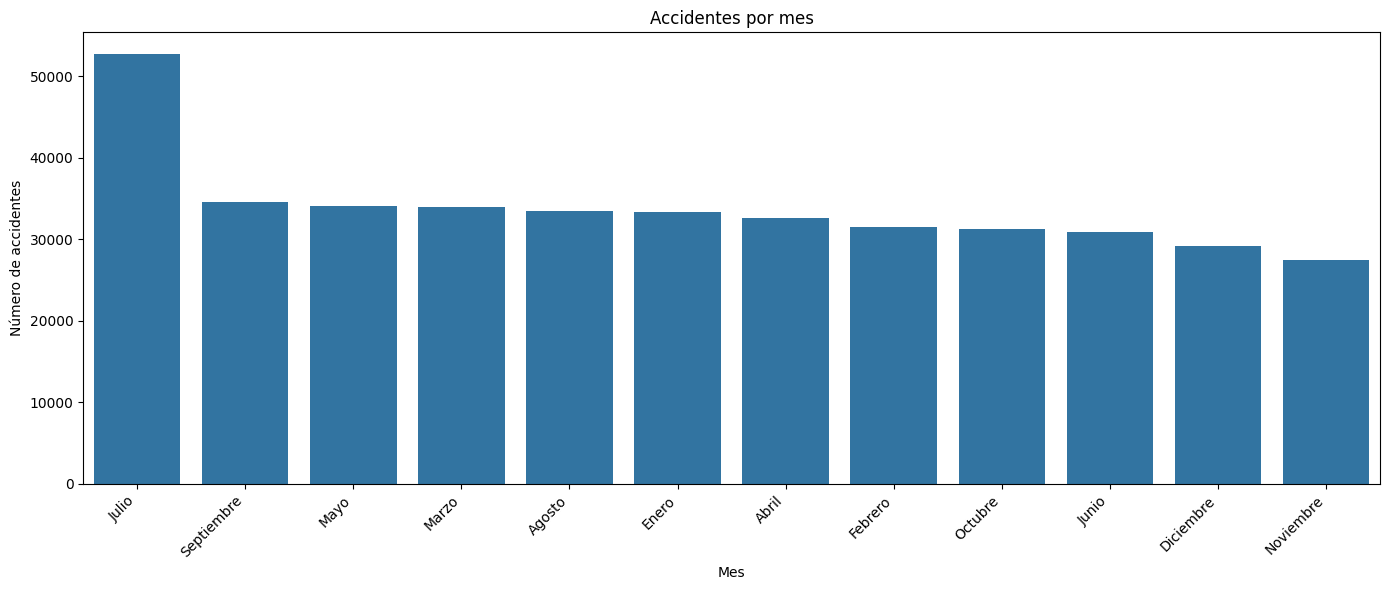 Accidentes por mes
Número de accidentes
50000
40000
30000
20000
10000
0
Julio
Septiembre
Mayo
Marzo
Agosto
Enero
Abril
Febrero
Octubre
Junio
Diciembre
Noviembre
Mes